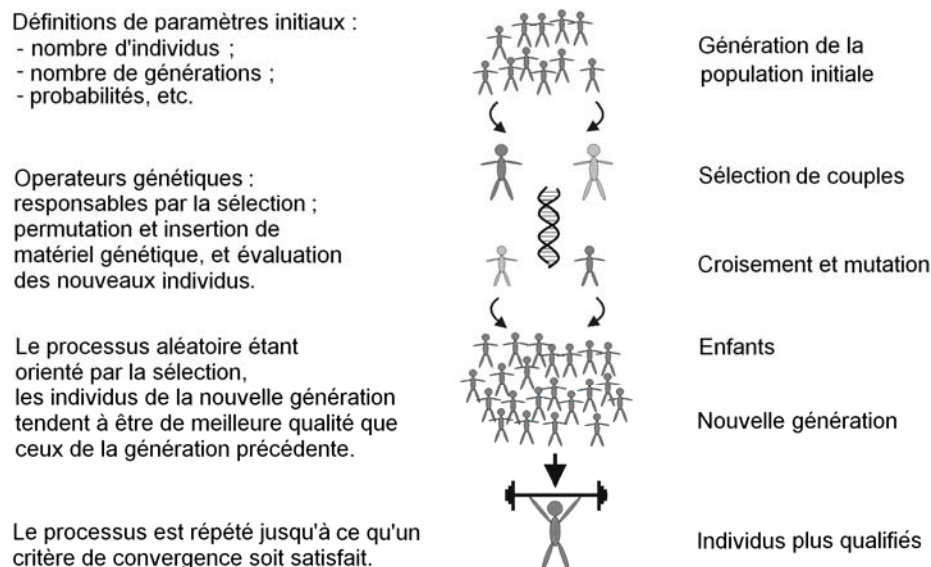 Définitions de paramètres initiaux :
- nombre d'individus ;
- nombre de générations ;
- probabilités, etc.
Génération de la
population initiale
Operateurs génétiques :
responsables par la sélection ;
permutation et insertion de
matériel génétique, et évaluation
des nouveaux individus.
Sélection de couples
Croisement et mutation
Le processus aléatoire étant
orienté par la sélection,
les individus de la nouvelle génération
tendent à être de meilleure qualité que
ceux de la génération précédente.
Enfants
Nouvelle génération
Le processus est répété jusqu'à ce qu'un
critère de convergence soit satisfait.
Individus plus qualifiés